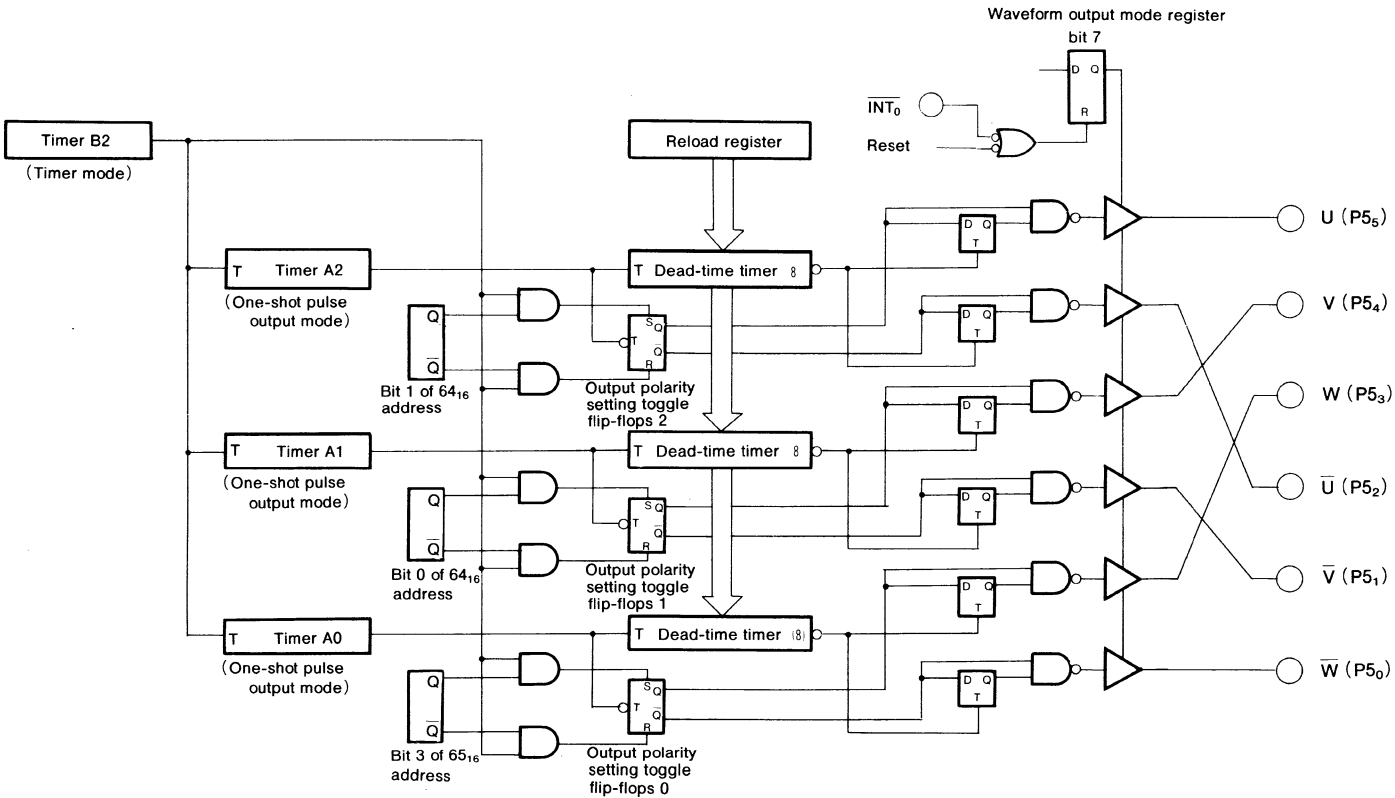 Waveform output mode register
bit 7
D Q
R
INT̅₀
Reset
Timer B2
(Timer mode)
Reload register
T Timer A2
(One-shot pulse
output mode)
T Dead-time timer 8
D Q
T
U (P5₅)
Q
Q̅
Bit 1 of 64₁₆
address
S Q
T Q̅
R
Output polarity
setting toggle
flip-flops 2
D Q
T
V (P5₄)
T Timer A1
(One-shot pulse
output mode)
T Dead-time timer 8
D Q
T
W (P5₃)
Q
Q̅
Bit 0 of 64₁₆
address
S Q
T Q̅
R
Output polarity
setting toggle
flip-flops 1
D Q
T
U̅ (P5₂)
T Timer A0
(One-shot pulse
output mode)
T Dead-time timer (8)
D Q
T
V̅ (P5₁)
Q
Q̅
Bit 3 of 65₁₆
address
S Q
T Q̅
R
Output polarity
setting toggle
flip-flops 0
D Q
T
W̅ (P5₀)